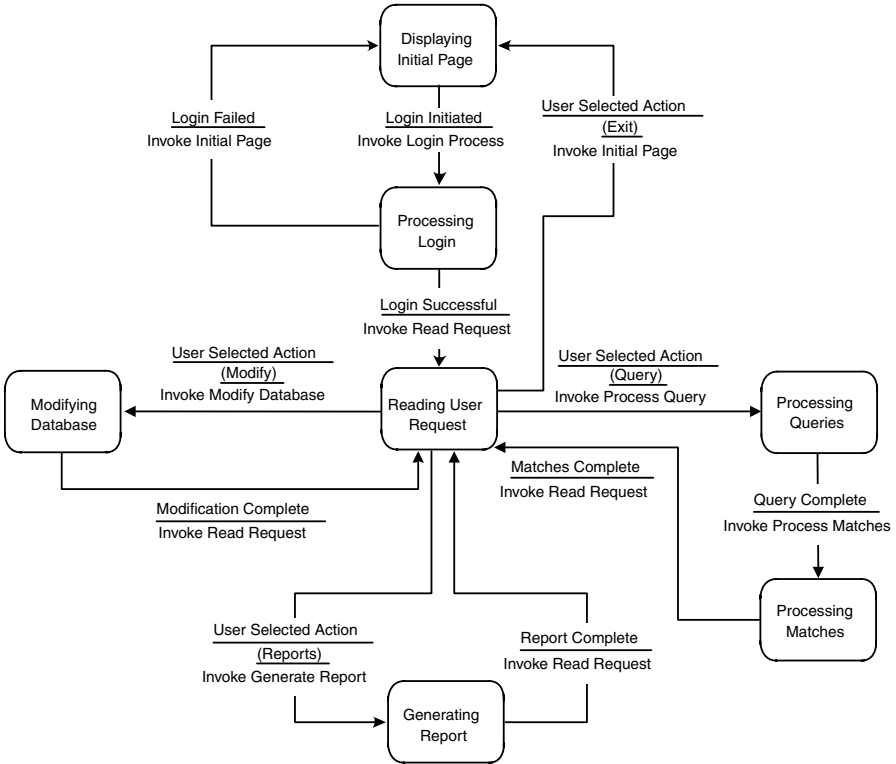 Displaying
Initial Page
Login Failed
Invoke Initial Page
Login Initiated
Invoke Login Process
User Selected Action
(Exit)
Invoke Initial Page
Processing
Login
Login Successful
Invoke Read Request
User Selected Action
(Modify)
Invoke Modify Database
User Selected Action
(Query)
Invoke Process Query
Modifying
Database
Reading User
Request
Processing
Queries
Matches Complete
Invoke Read Request
Modification Complete
Invoke Read Request
Query Complete
Invoke Process Matches
Processing
Matches
User Selected Action
(Reports)
Invoke Generate Report
Report Complete
Invoke Read Request
Generating
Report